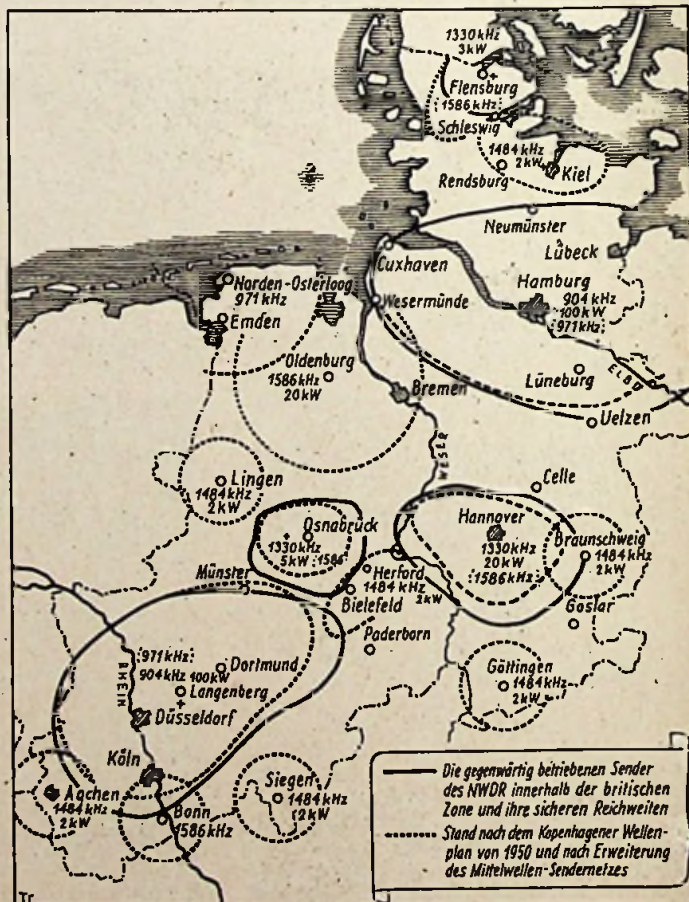 1330 kHz
3 kW
Flensburg
1586 kHz
Schleswig
1484 kHz
2 kW
Kiel
Rendsburg
Neumünster
Lübeck
Cuxhaven
Hamburg
904 kHz
100 kW
971 kHz
Wesermünde
Norden-Osterloog
971 kHz
Emden
Oldenburg
1586 kHz
20 kW
Bremen
Lüneburg
ELBE
Uelzen
WESER
Celle
Lingen
1484 kHz
2 kW
Osnabrück
1330 kHz
5 kW
1586
Hannover
1330 kHz
20 kW
1586 kHz
Braunschweig
1484 kHz
2 kW
Münster
Herford
1484 kHz
2 kW
Bielefeld
Goslar
Paderborn
Göttingen
1484 kHz
2 kW
971 kHz
904 kHz 100 kW
Dortmund
Langenberg
RHEIN
Düsseldorf
Köln
Aachen
1484 kHz
2 kW
Bonn
1586 kHz
Siegen
1484 kHz
2 kW
Die gegenwärtig betriebenen Sender
des NWDR innerhalb der britischen
Zone und ihre sicheren Reichweiten
Stand nach dem Kopenhagener Wellen-
plan von 1950 und nach Erweiterung
des Mittelwellen-Sendernetzes
Tr.